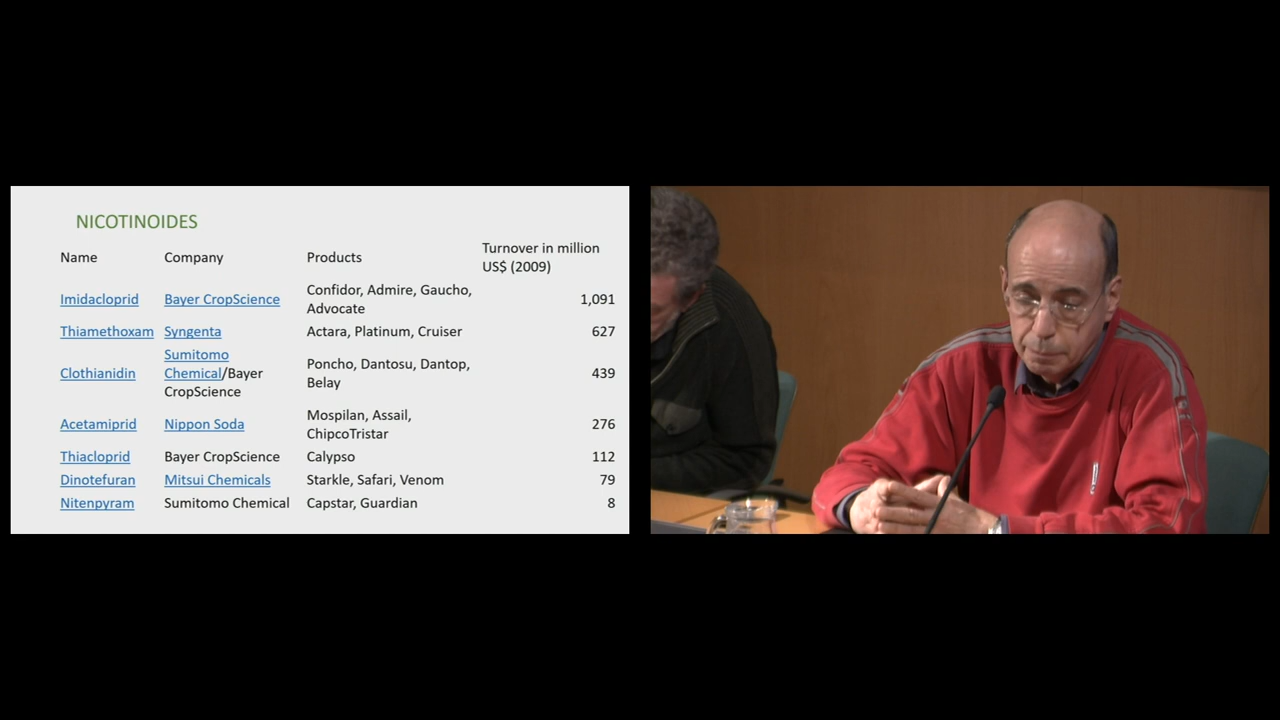 NICOTINOIDES
Name Company Products Turnover in million US$ (2009)
Imidacloprid Bayer CropScience Confidor, Admire, Gaucho, Advocate 1,091
Thiamethoxam Syngenta Actara, Platinum, Cruiser 627
Clothianidin Sumitomo Chemical/Bayer CropScience Poncho, Dantosu, Dantop, Belay 439
Acetamiprid Nippon Soda Mospilan, Assail, ChipcoTristar 276
Thiacloprid Bayer CropScience Calypso 112
Dinotefuran Mitsui Chemicals Starkle, Safari, Venom 79
Nitenpyram Sumitomo Chemical Capstar, Guardian 8